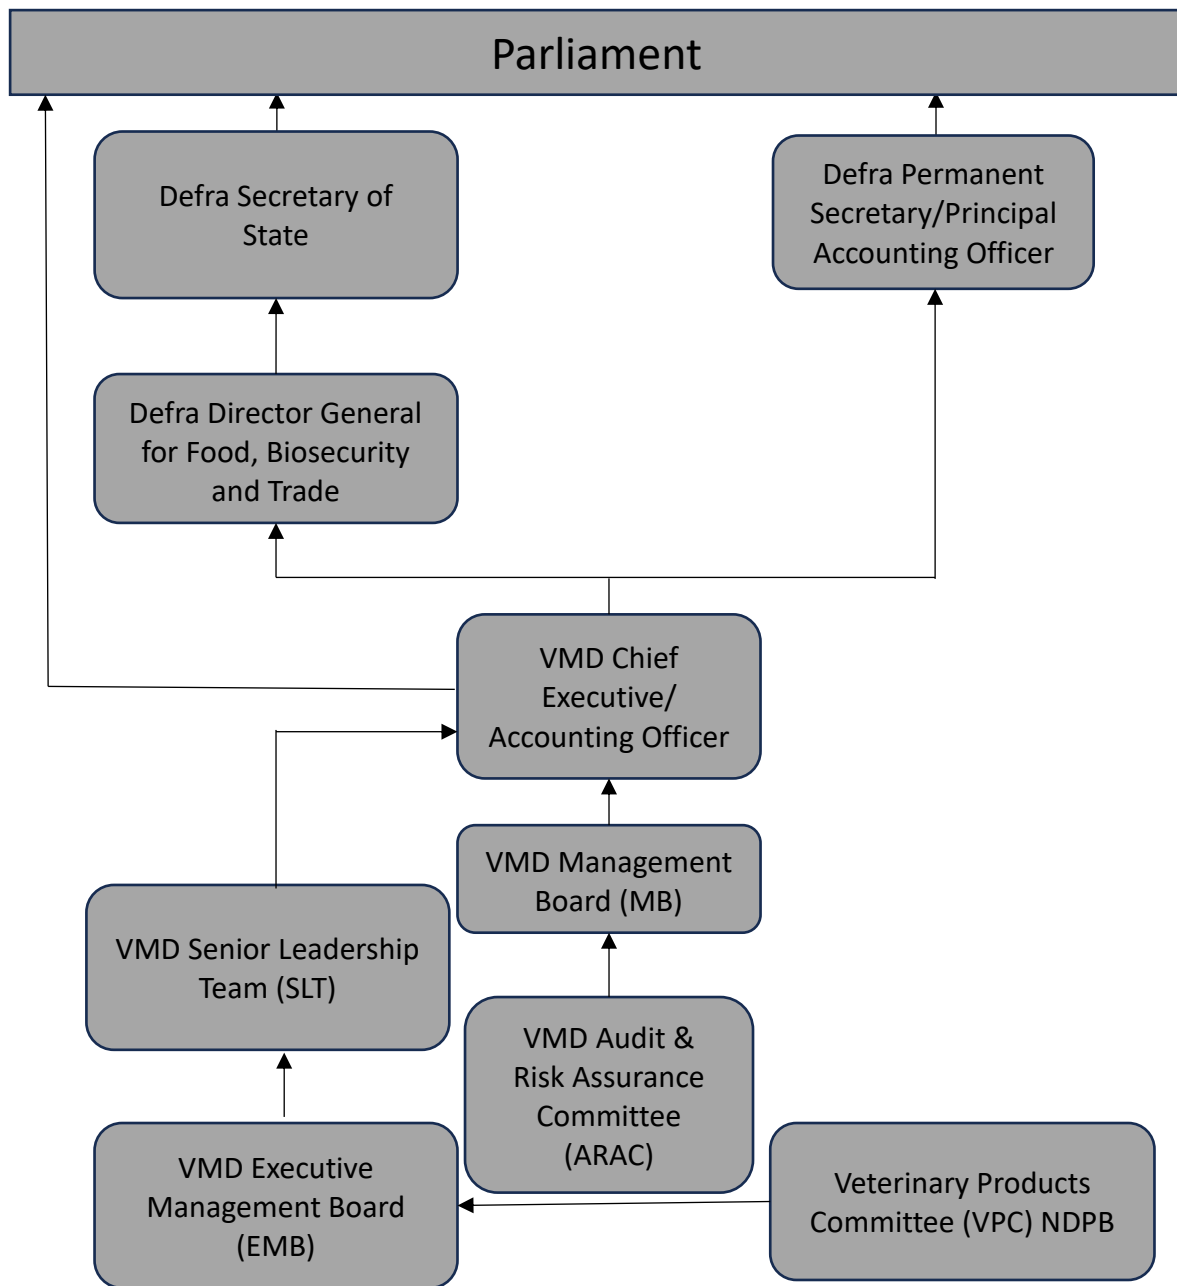 Parliament
Defra Secretary of
State
Defra Permanent
Secretary/Principal
Accounting Officer
Defra Director General
for Food, Biosecurity
and Trade
VMD Chief
Executive/
Accounting Officer
VMD Management
Board (MB)
VMD Senior Leadership
Team (SLT)
VMD Audit &
Risk Assurance
Committee
(ARAC)
VMD Executive
Management Board
(EMB)
Veterinary Products
Committee (VPC) NDPB